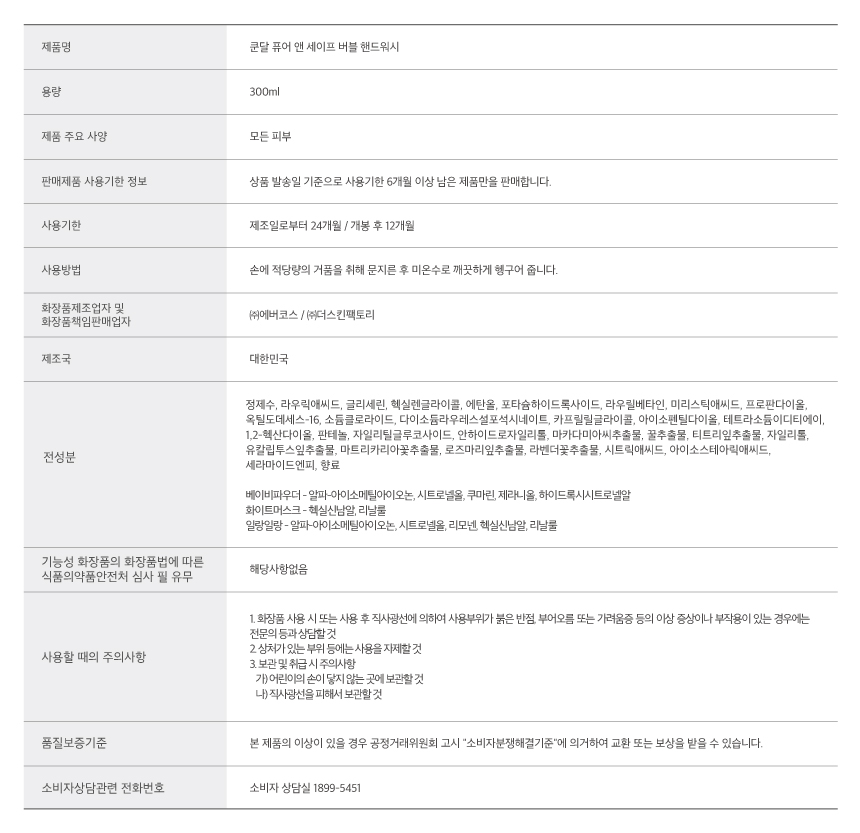 제품명
쿤달 퓨어 앤 세이프 버블 핸드워시
용량
300ml
제품 주요 사양
모든 피부
판매제품 사용기한 정보
상품 발송일 기준으로 사용기한 6개월 이상 남은 제품만을 판매합니다.
사용기한
제조일로부터 24개월 / 개봉 후 12개월
사용방법
손에 적당량의 거품을 취해 문지른 후 미온수로 깨끗하게 헹구어 줍니다.
화장품제조업자 및
화장품책임판매업자
㈜에버코스 / ㈜더스킨팩토리
제조국
대한민국
전성분
정제수, 라우릭애씨드, 글리세린, 헥실렌글라이콜, 에탄올, 포타슘하이드록사이드, 라우릴베타인, 미리스틱애씨드, 프로판다이올,
옥틸도데세스-16, 소듐클로라이드, 다이소듐라우레스설포석시네이트, 카프릴릴글라이콜, 아이소펜틸다이올, 테트라소듐이디티에이,
1,2-헥산다이올, 판테놀, 자일리틸글루코사이드, 안하이드로자일리톨, 마카다미아씨추출물, 꿀추출물, 티트리잎추출물, 자일리톨,
유칼립투스잎추출물, 마트리카리아꽃추출물, 로즈마리잎추출물, 라벤더꽃추출물, 시트릭애씨드, 아이소스테아릭애씨드,
세라마이드엔피, 향료
베이비파우더 - 알파-아이소메틸아이오논, 시트로넬올, 쿠마린, 제라니올, 하이드록시시트로넬알
화이트머스크 - 헥실신남알, 리날룰
일랑일랑 - 알파-아이소메틸아이오논, 시트로넬올, 리모넨, 헥실신남알, 리날룰
기능성 화장품의 화장품법에 따른
식품의약품안전처 심사 필 유무
해당사항없음
사용할 때의 주의사항
1. 화장품 사용 시 또는 사용 후 직사광선에 의하여 사용부위가 붉은 반점, 부어오름 또는 가려움증 등의 이상 증상이나 부작용이 있는 경우에는
전문의 등과 상담할 것
2. 상처가 있는 부위 등에는 사용을 자제할 것
3. 보관 및 취급 시 주의사항
가) 어린이의 손이 닿지 않는 곳에 보관할 것
나) 직사광선을 피해서 보관할 것
품질보증기준
본 제품의 이상이 있을 경우 공정거래위원회 고시 "소비자분쟁해결기준"에 의거하여 교환 또는 보상을 받을 수 있습니다.
소비자상담관련 전화번호
소비자 상담실 1899-5451